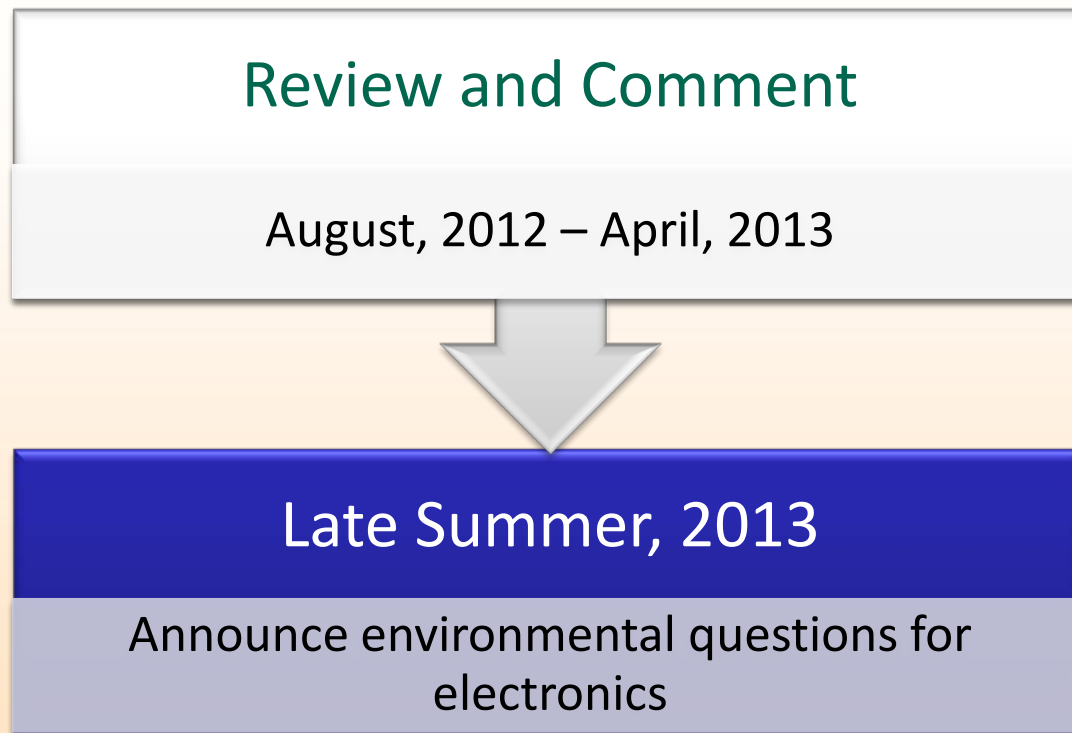 Review and Comment
August, 2012 – April, 2013
Late Summer, 2013
Announce environmental questions for
electronics